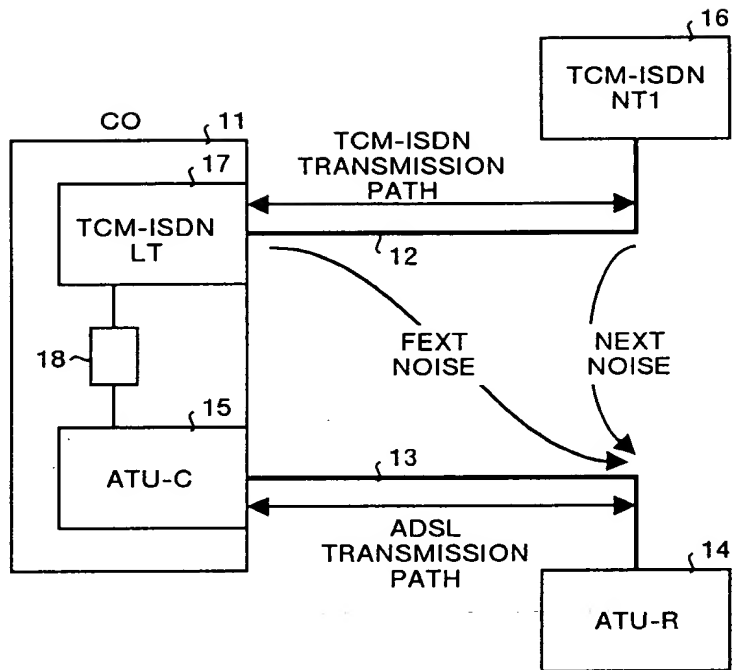 16
TCM-ISDN
NT1
CO
11
17
TCM-ISDN
LT
TCM-ISDN
TRANSMISSION
PATH
12
18
FEXT
NOISE
NEXT
NOISE
15
ATU-C
13
ADSL
TRANSMISSION
PATH
14
ATU-R